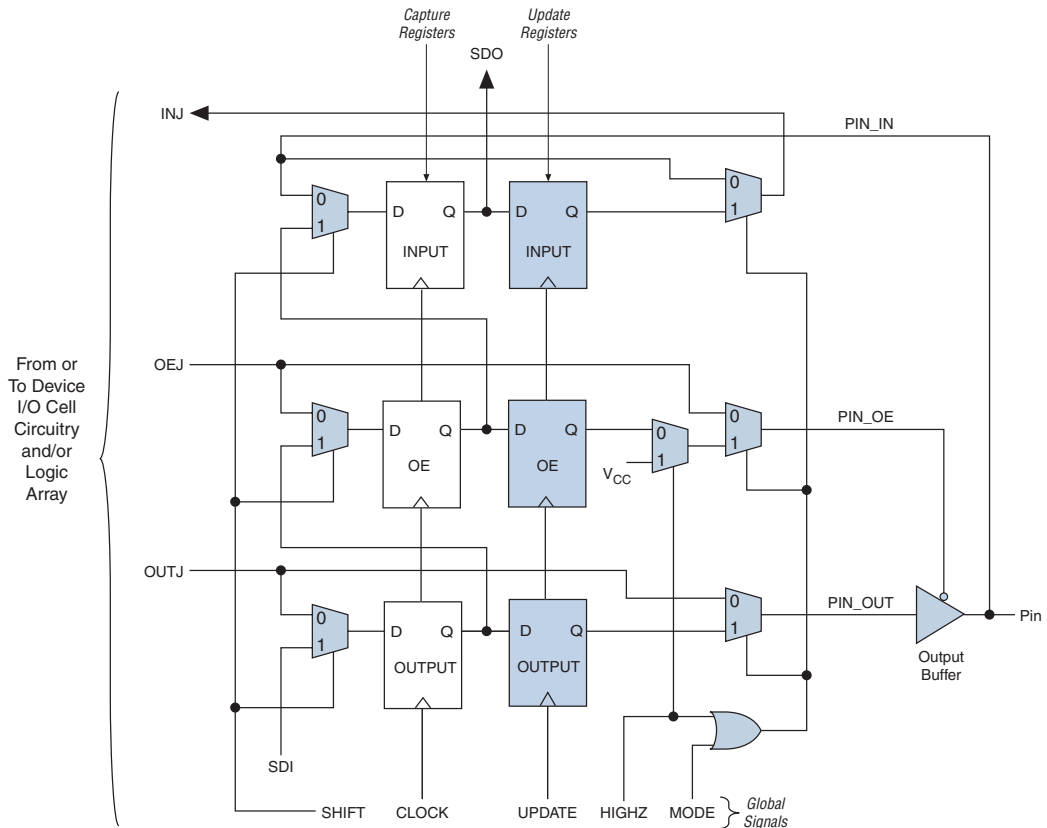 Capture
Registers
Update
Registers
SDO
INJ
PIN_IN
0
1
D Q
INPUT
D Q
INPUT
0
1
From or
To Device
I/O Cell
Circuitry
and/or
Logic
Array
OEJ
0
1
D Q
OE
D Q
OE
0
1
VCC
0
1
PIN_OE
OUTJ
0
1
D Q
OUTPUT
D Q
OUTPUT
0
1
PIN_OUT
Pin
Output
Buffer
SDI
SHIFT
CLOCK
UPDATE
HIGHZ
MODE
Global
Signals